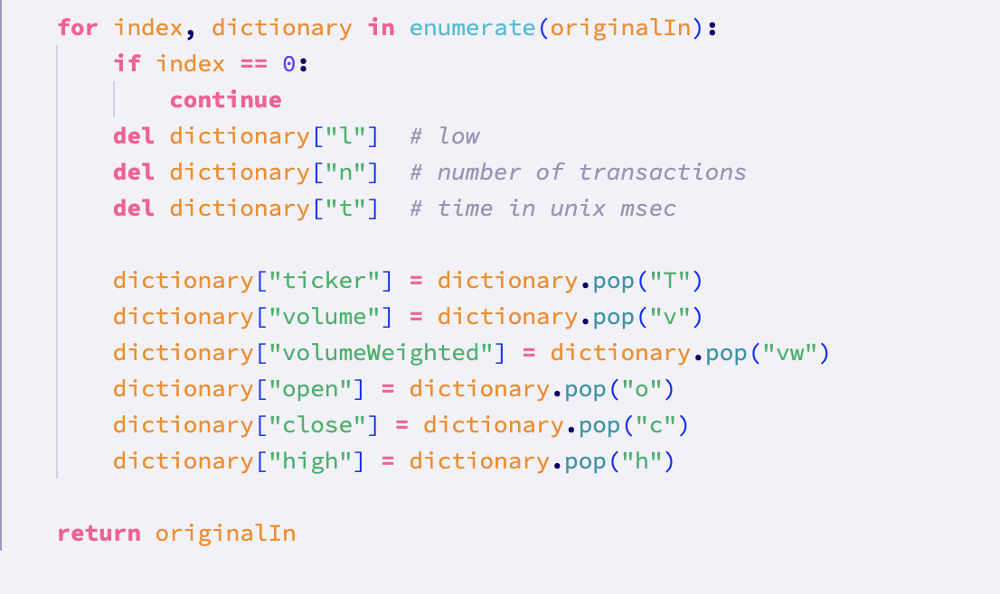 for index, dictionary in enumerate(originalIn):
    if index == 0:
        continue
    del dictionary["l"]  # low
    del dictionary["n"]  # number of transactions
    del dictionary["t"]  # time in unix msec

    dictionary["ticker"] = dictionary.pop("T")
    dictionary["volume"] = dictionary.pop("v")
    dictionary["volumeWeighted"] = dictionary.pop("vw")
    dictionary["open"] = dictionary.pop("o")
    dictionary["close"] = dictionary.pop("c")
    dictionary["high"] = dictionary.pop("h")

return originalIn